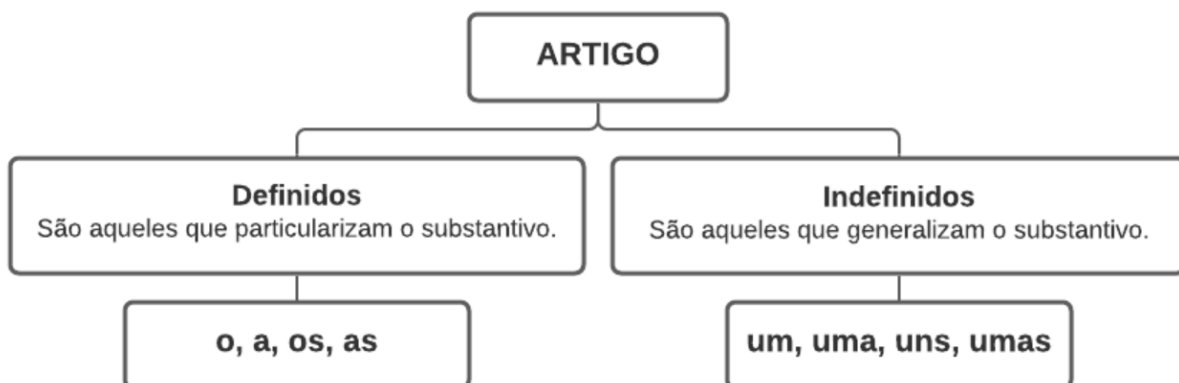 ARTIGO
Definidos
São aqueles que particularizam o substantivo.
Indefinidos
São aqueles que generalizam o substantivo.
o, a, os, as
um, uma, uns, umas